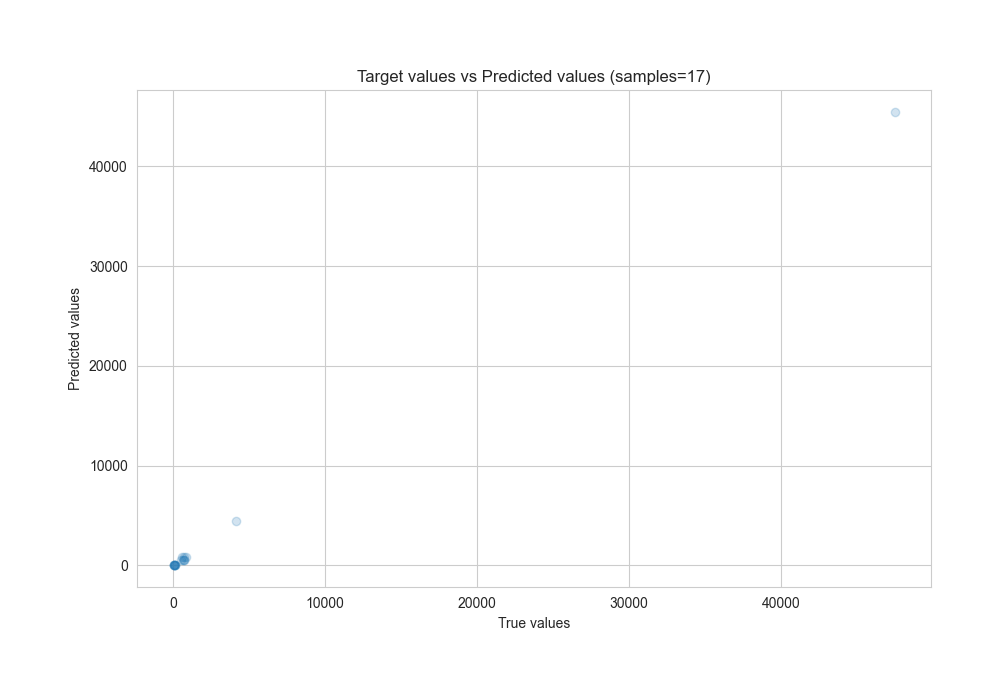 Target values vs Predicted values (samples=17)
40000
30000
20000
10000
0
Predicted values
0 10000 20000 30000 40000
True values